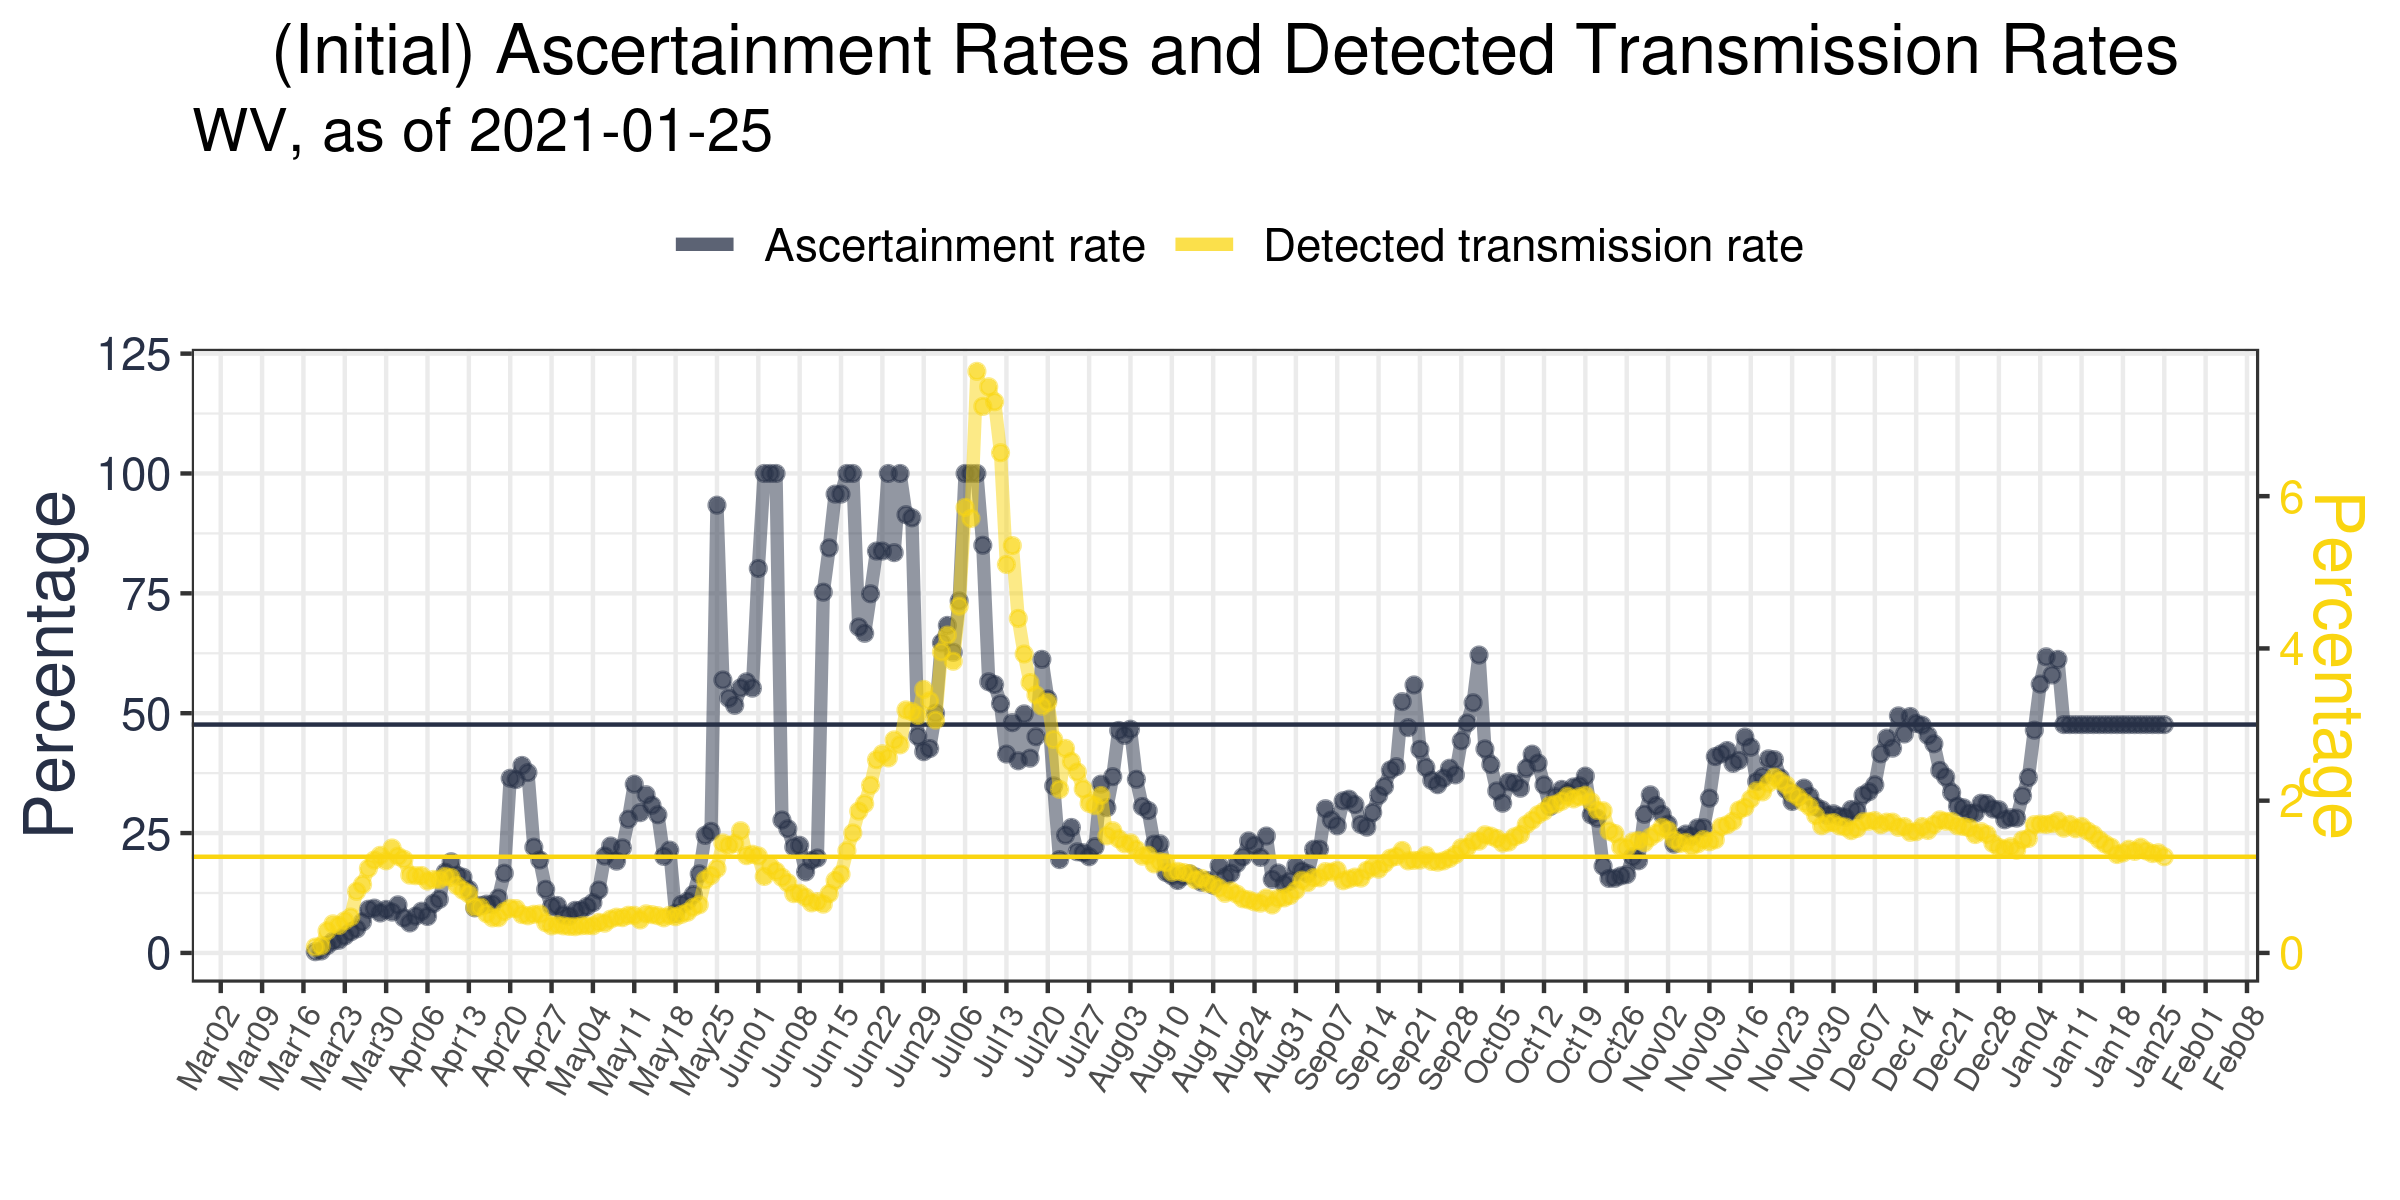 (Initial) Ascertainment Rates and Detected Transmission Rates
WV, as of 2021-01-25
Ascertainment rate
Detected transmission rate
125
100
75
50
25
0
Percentage
6
4
2
0
Percentage
Mar02
Mar09
Mar16
Mar23
Mar30
Apr06
Apr13
Apr20
Apr27
May04
May11
May18
May25
Jun01
Jun08
Jun15
Jun22
Jun29
Jul06
Jul13
Jul20
Jul27
Aug03
Aug10
Aug17
Aug24
Aug31
Sep07
Sep14
Sep21
Sep28
Oct05
Oct12
Oct19
Oct26
Nov02
Nov09
Nov16
Nov23
Nov30
Dec07
Dec14
Dec21
Dec28
Jan04
Jan11
Jan18
Jan25
Feb01
Feb08